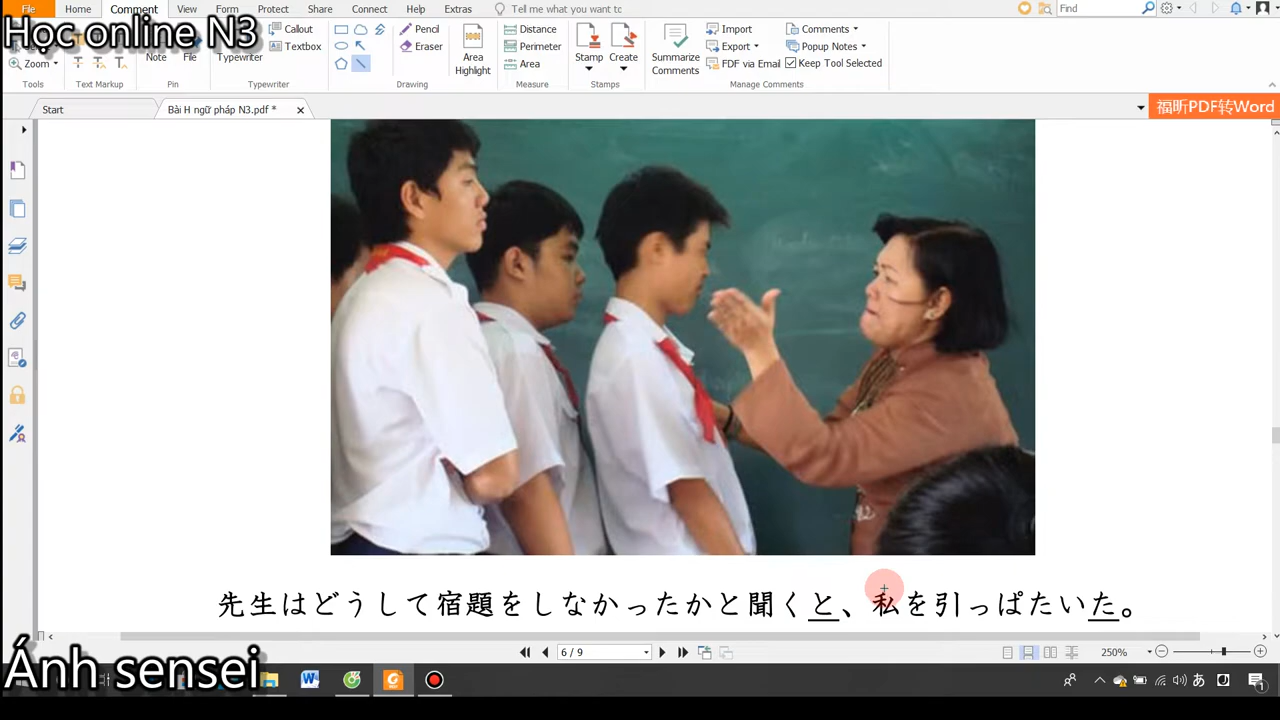 File Home Comment View Form Protect Share Connect Help Extras Tell me what you want to do... Find
Học online N3
Callout Pencil Distance Import Comments
Textbox Eraser Perimeter Export Popup Notes
Zoom Typewriter Note File Area Highlight Area Stamp Create Summarize Comments FDF via Email Keep Tool Selected
Tools Text Markup Pin Typewriter Drawing Measure Stamps Manage Comments
Start Bài H ngữ pháp N3.pdf * 福昕PDF转Word
先生はどうして宿題をしなかったかと聞くと、私を引っぱたいた。
6 / 9 250%
Ánh sensei